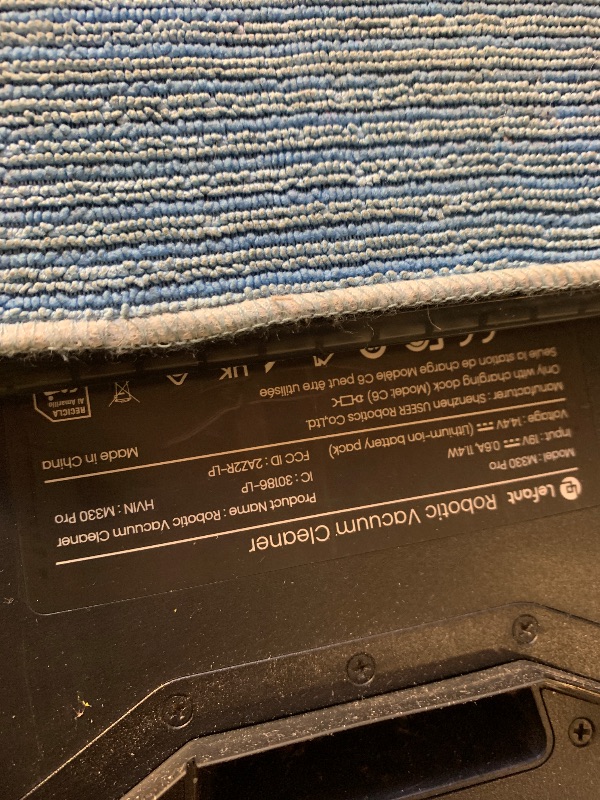 Lefant Robotic Vacuum Cleaner
Model : M330 Pro
Input : 19V ⎓ 0.6A, 11.4W
Voltage : 14.4V ⎓ (Lithium-ion battery pack)
Product Name : Robotic Vacuum Cleaner
IC : 30186-LP
HVIN : M330 Pro
FCC ID : 2AZ2R-LP
Manufacturer : Shenzhen USEER Robotics Co.,Ltd.
Made in China
Only with charging dock (Model: C6)
Seule la station de charge Modèle C6 peut être utilisée
RECICLA
Al Amarillo
UK